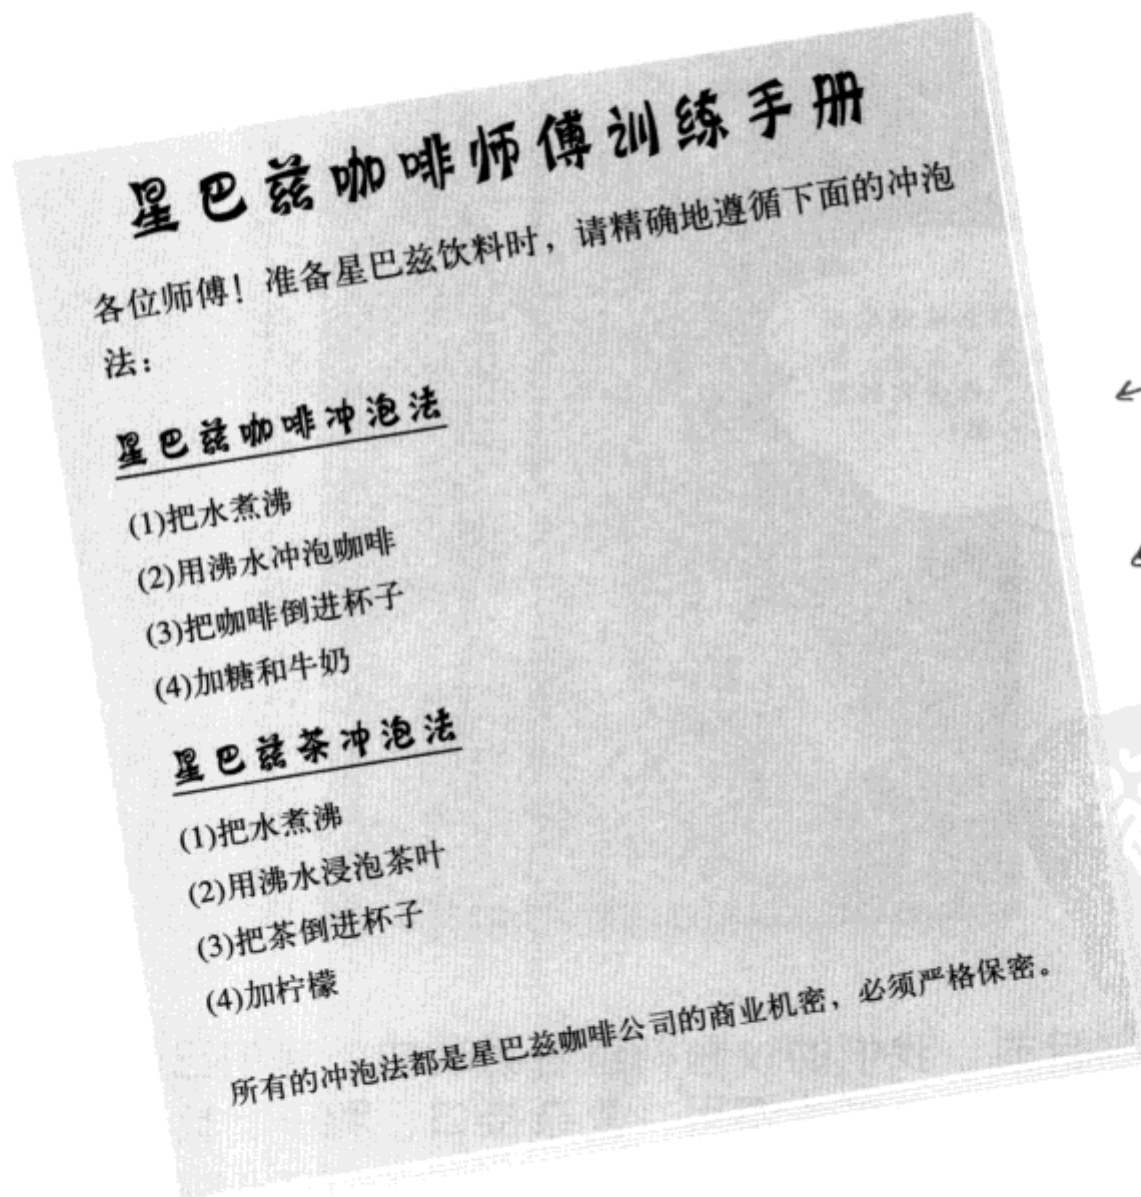 星巴兹咖啡师傅训练手册
各位师傅！准备星巴兹饮料时，请精确地遵循下面的冲泡
法：
星巴兹咖啡冲泡法
(1)把水煮沸
(2)用沸水冲泡咖啡
(3)把咖啡倒进杯子
(4)加糖和牛奶
星巴兹茶冲泡法
(1)把水煮沸
(2)用沸水浸泡茶叶
(3)把茶倒进杯子
(4)加柠檬
所有的冲泡法都是星巴兹咖啡公司的商业机密，必须严格保密。